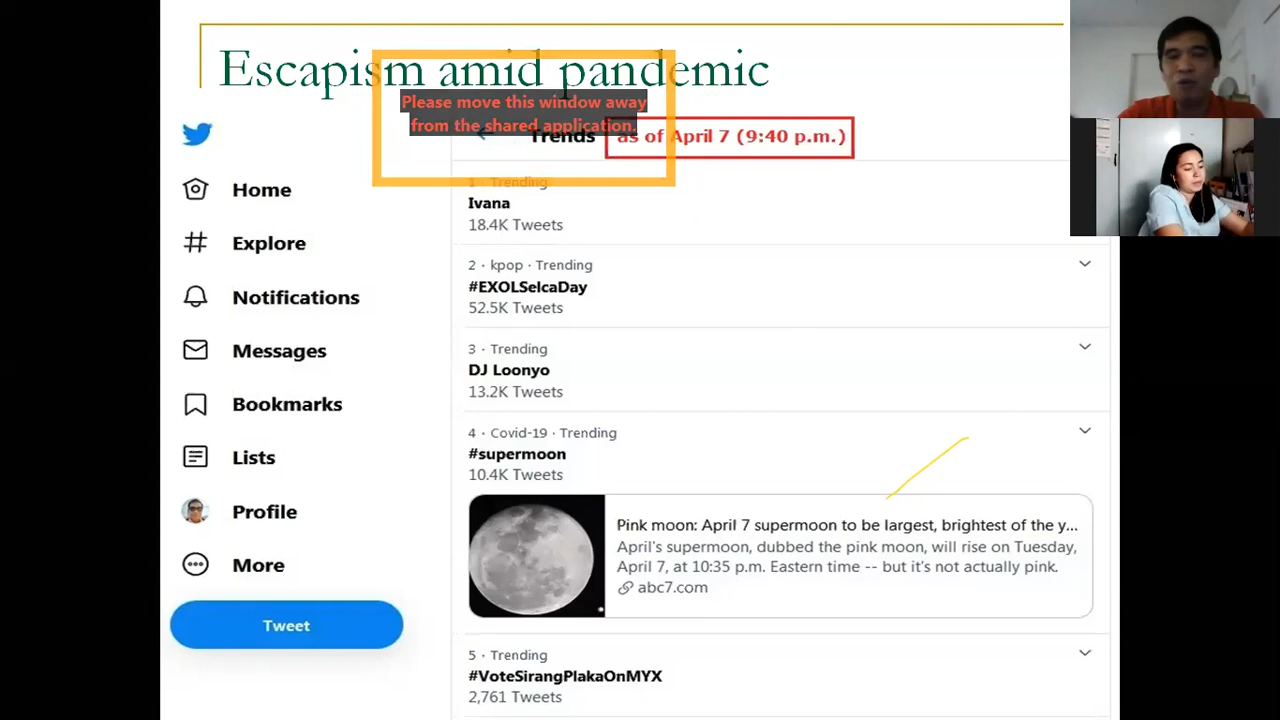 Escapism amid pandemic
Please move this window away
from the shared application.
Trends as of April 7 (9:40 p.m.)
Home
Explore
Notifications
Messages
Bookmarks
Lists
Profile
More
Tweet
1 · Trending
Ivana
18.4K Tweets
2 · kpop · Trending
#EXOLSelcaDay
52.5K Tweets
3 · Trending
DJ Loonyo
13.2K Tweets
4 · Covid-19 · Trending
#supermoon
10.4K Tweets
Pink moon: April 7 supermoon to be largest, brightest of the y...
April's supermoon, dubbed the pink moon, will rise on Tuesday,
April 7, at 10:35 p.m. Eastern time -- but it's not actually pink.
abc7.com
5 · Trending
#VoteSirangPlakaOnMYX
2,761 Tweets